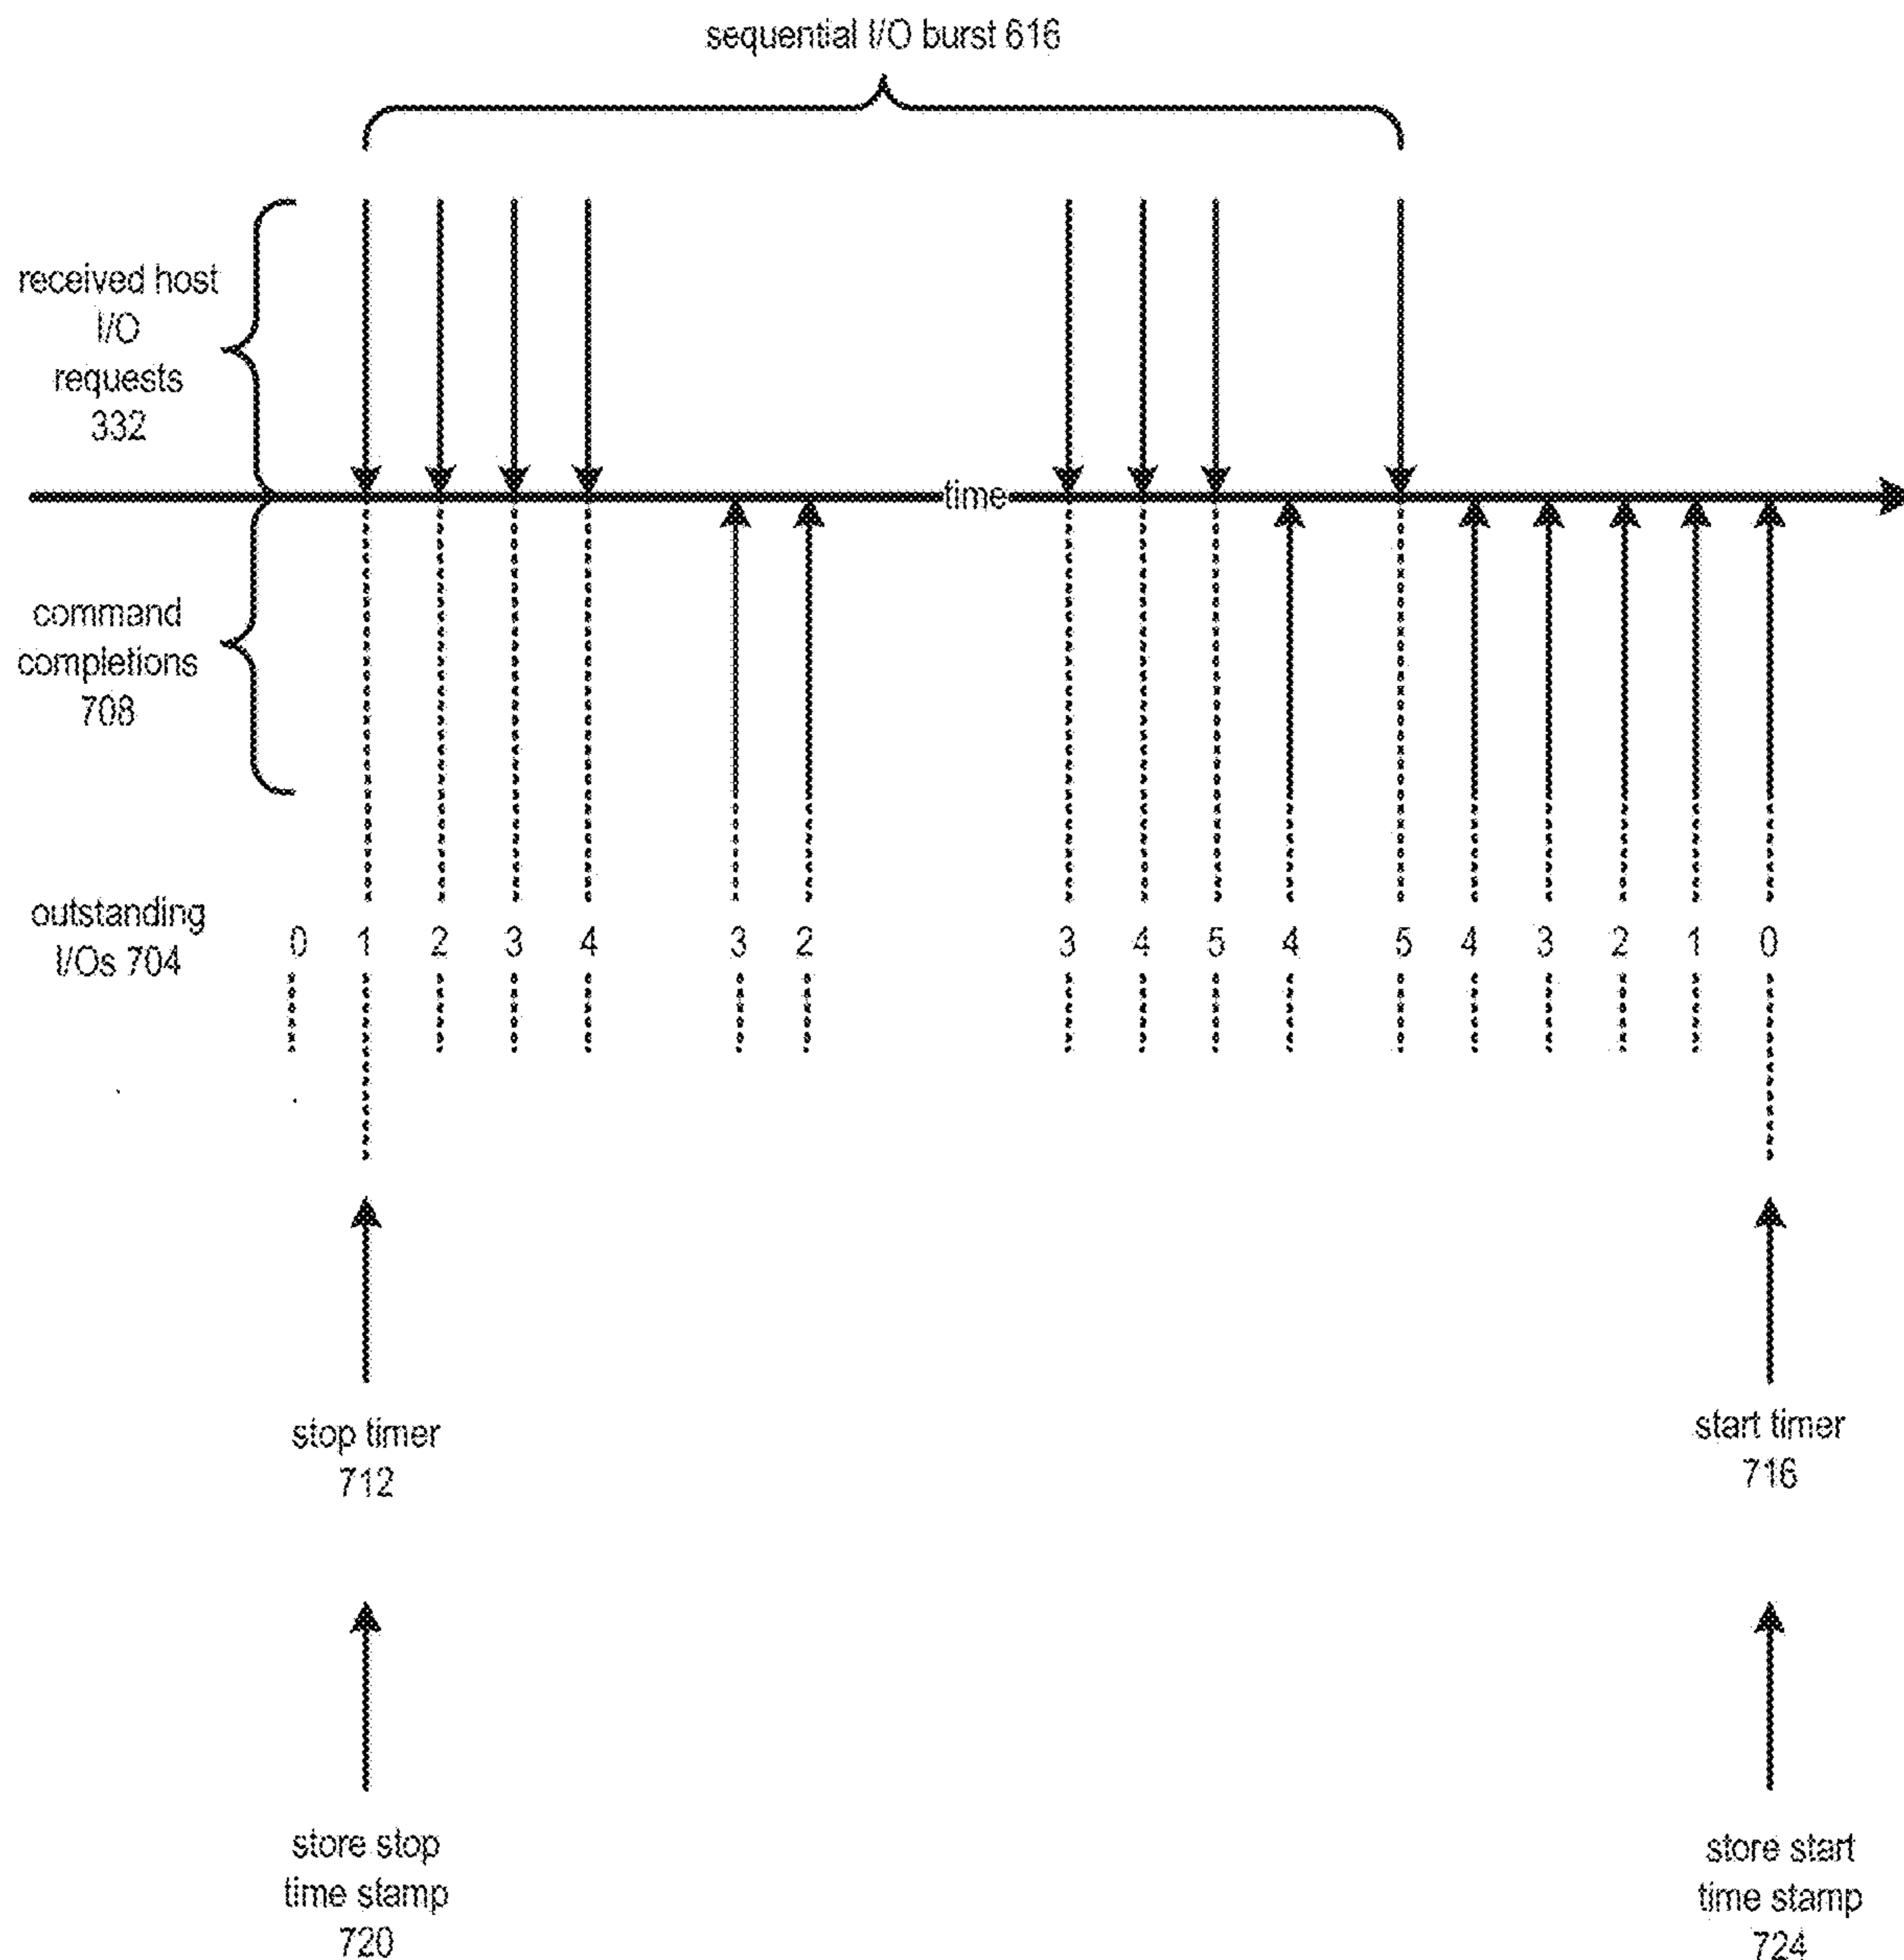 sequential I/O burst 616
received host
I/O
requests
332
time
command
completions
708
outstanding
I/Os 704
0 1 2 3 4 3 2 3 4 5 4 5 4 3 2 1 0
stop timer
712
start timer
716
store stop
time stamp
720
store start
time stamp
724